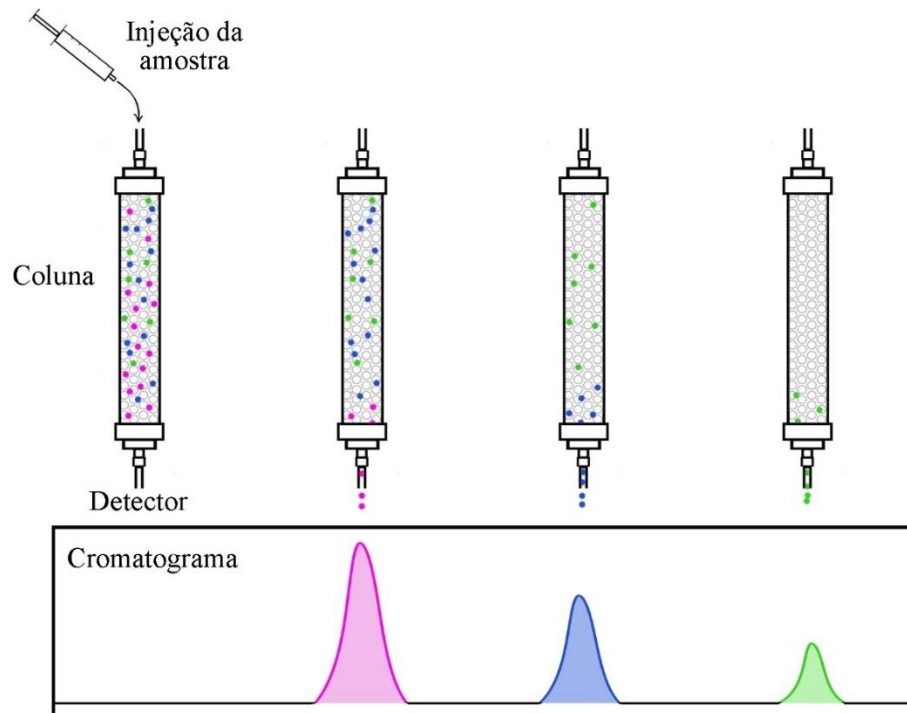 Injeção da
amostra
Coluna
Detector
Cromatograma